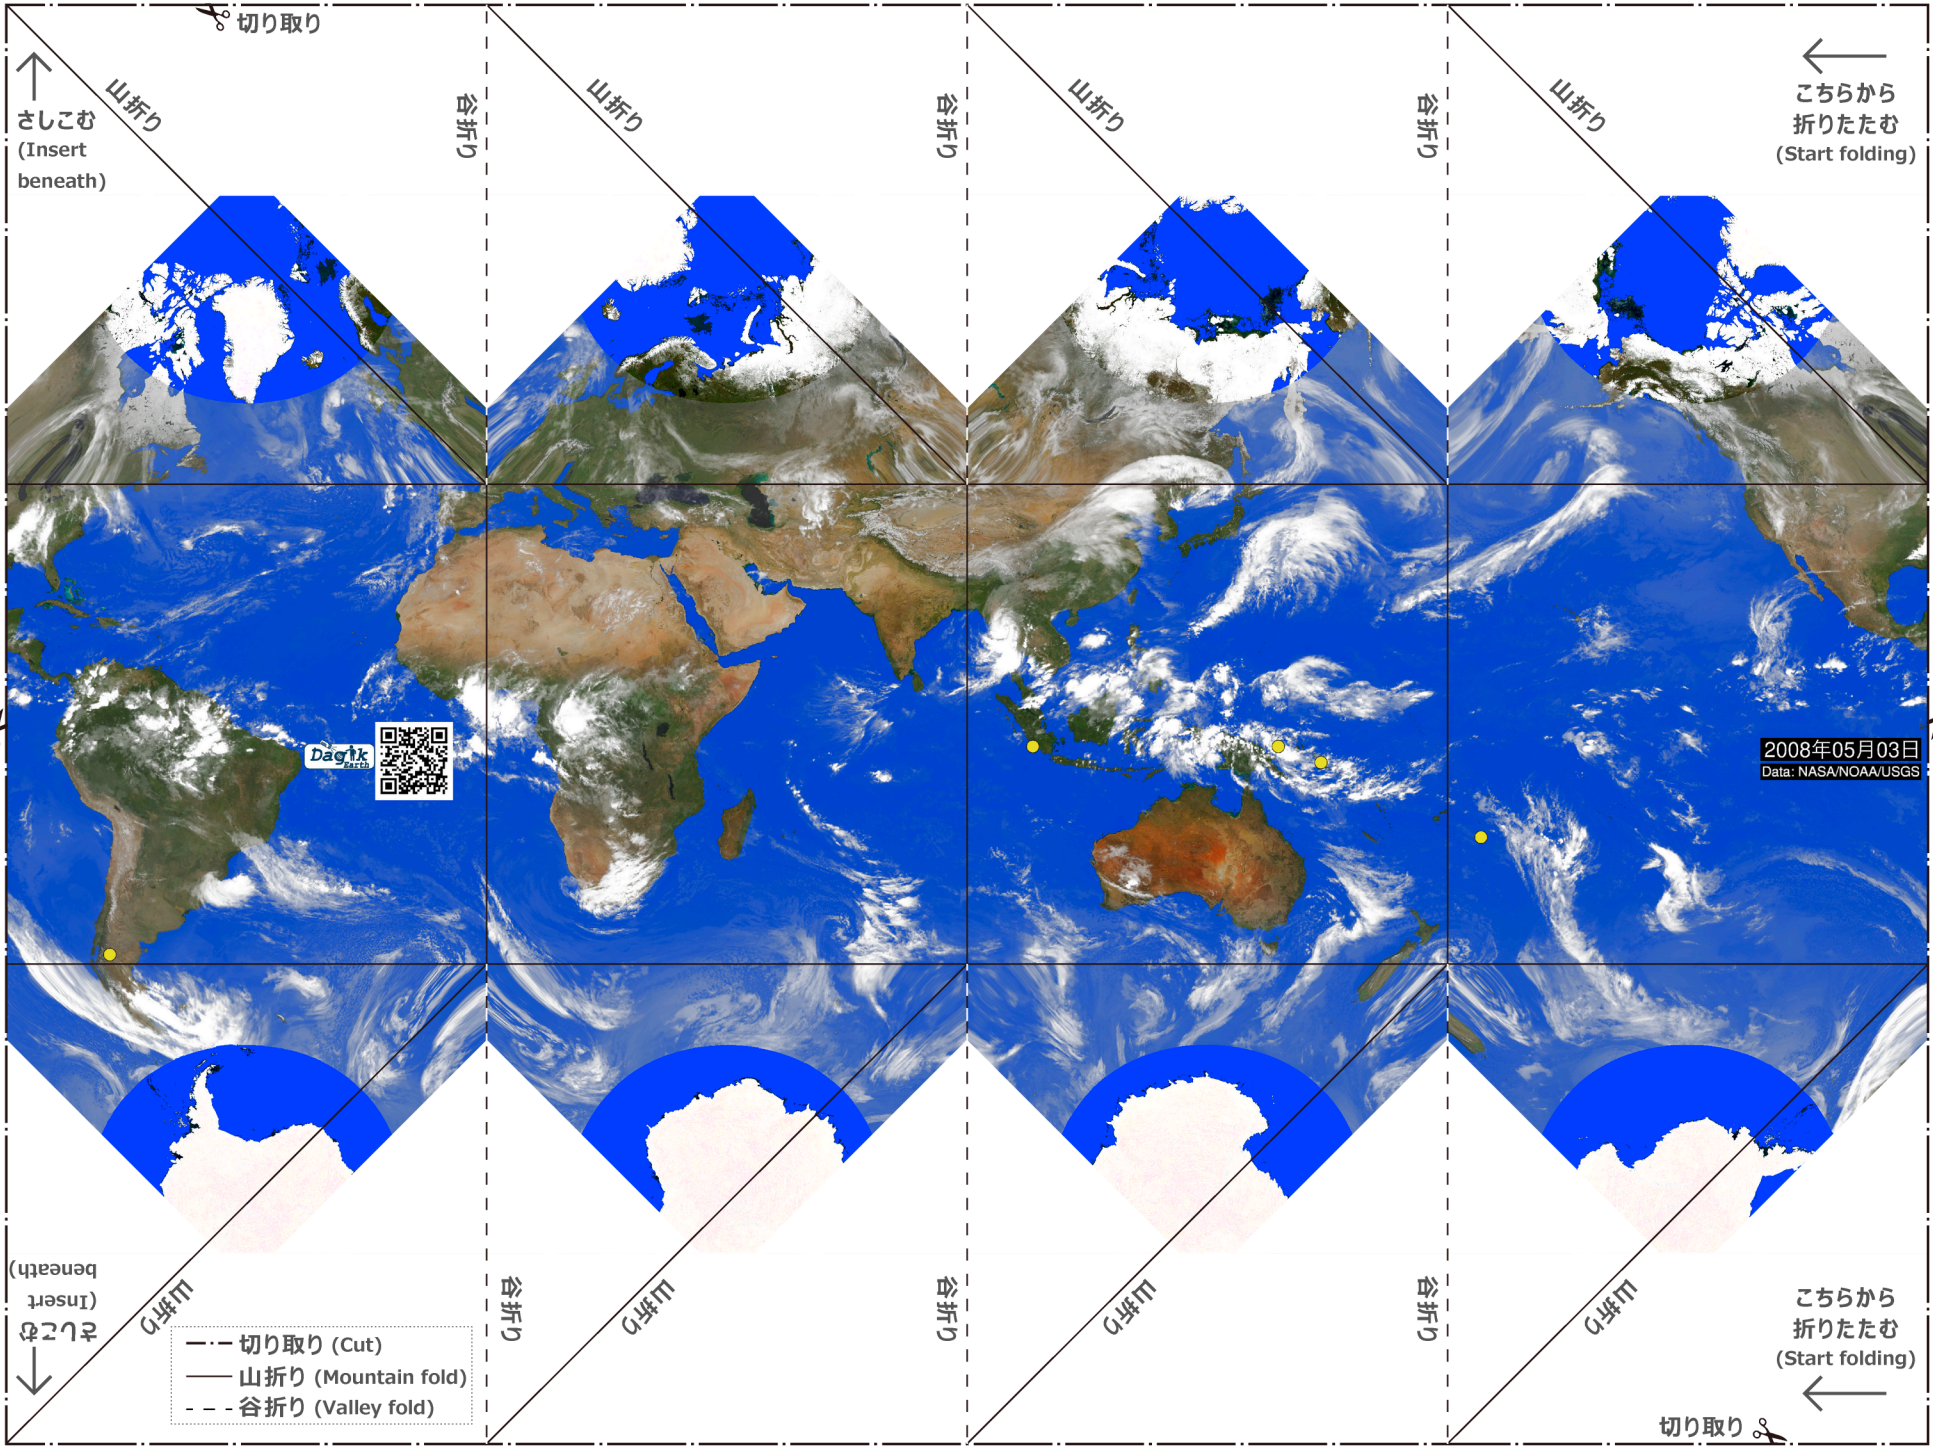 切り取り
さしこむ
(Insert
beneath)
山折り
谷折り
山折り
谷折り
山折り
谷折り
山折り
こちらから
折りたたむ
(Start folding)
Dagik
Earth
2008年05月03日
Data: NASA/NOAA/USGS
さしこむ
(Insert
beneath)
山折り
谷折り
山折り
谷折り
山折り
谷折り
山折り
こちらから
折りたたむ
(Start folding)
切り取り (Cut)
山折り (Mountain fold)
谷折り (Valley fold)
切り取り